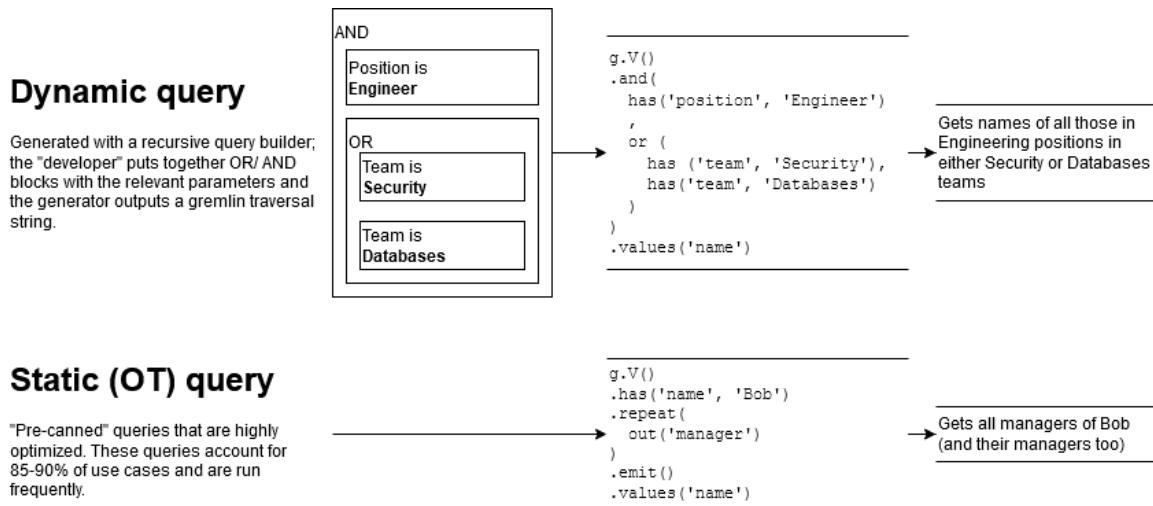 Dynamic query
Generated with a recursive query builder;
the "developer" puts together OR/ AND
blocks with the relevant parameters and
the generator outputs a gremlin traversal
string.
AND
Position is
Engineer
OR
Team is
Security
Team is
Databases
g.V()
.and(
has('position', 'Engineer')
,
or (
has ('team', 'Security'),
has('team', 'Databases')
)
)
.values('name')
Gets names of all those in
Engineering positions in
either Security or Databases
teams
Static (OT) query
"Pre-canned" queries that are highly
optimized. These queries account for
85-90% of use cases and are run
frequently.
g.V()
.has('name', 'Bob')
.repeat(
out('manager')
)
.emit()
.values('name')
Gets all managers of Bob
(and their managers too)